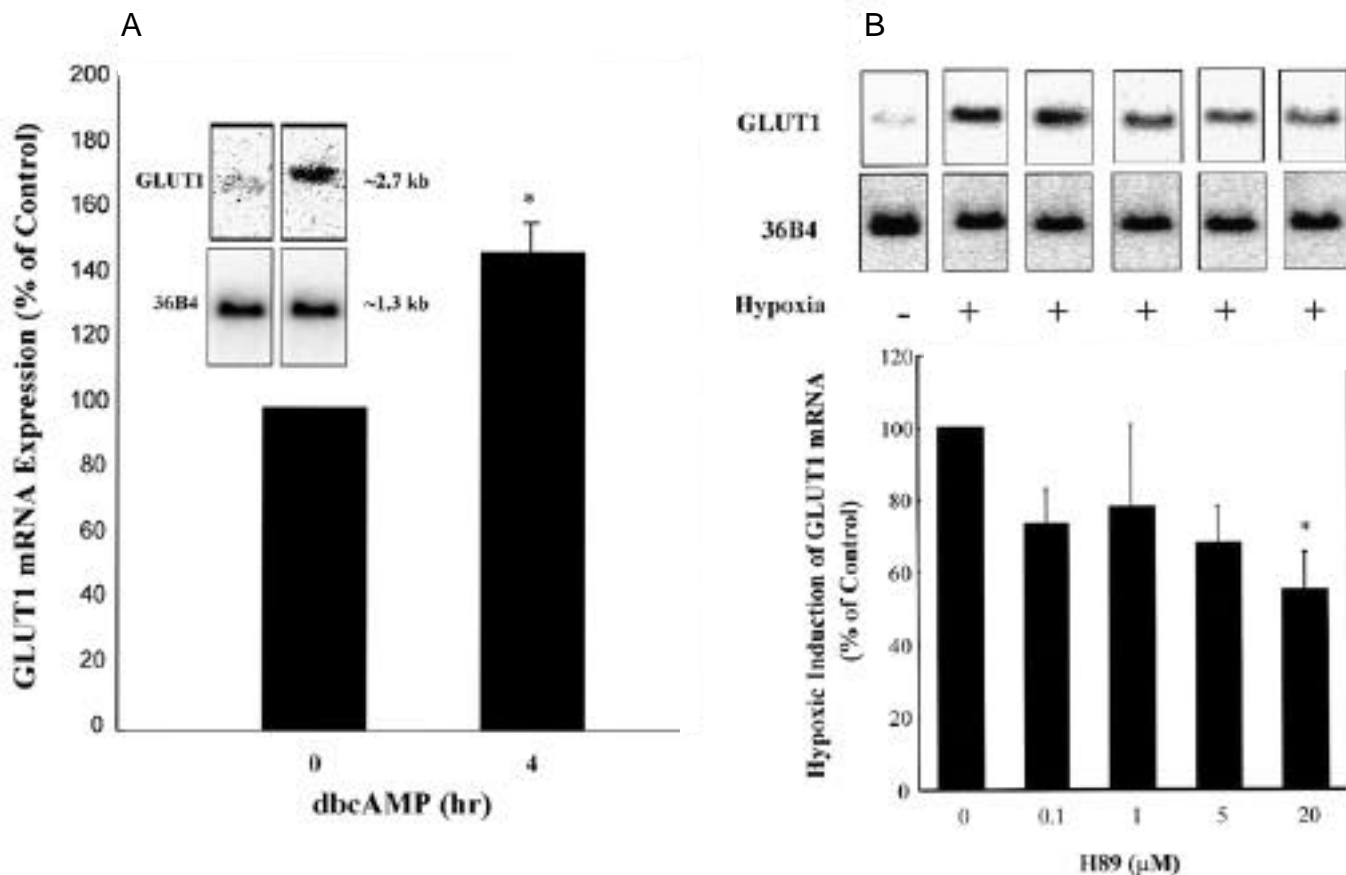 A
GLUT1 mRNA Expression (% of Control)
200
180
160
140
120
100
80
60
40
20
0
GLUT1
~2.7 kb
36B4
~1.3 kb
*
0
4
dbcAMP (hr)
B
GLUT1
36B4
Hypoxia
- + + + + +
Hypoxic Induction of GLUT1 mRNA
(% of Control)
120
100
80
60
40
20
0
*
0 0.1 1 5 20
H89 (μM)